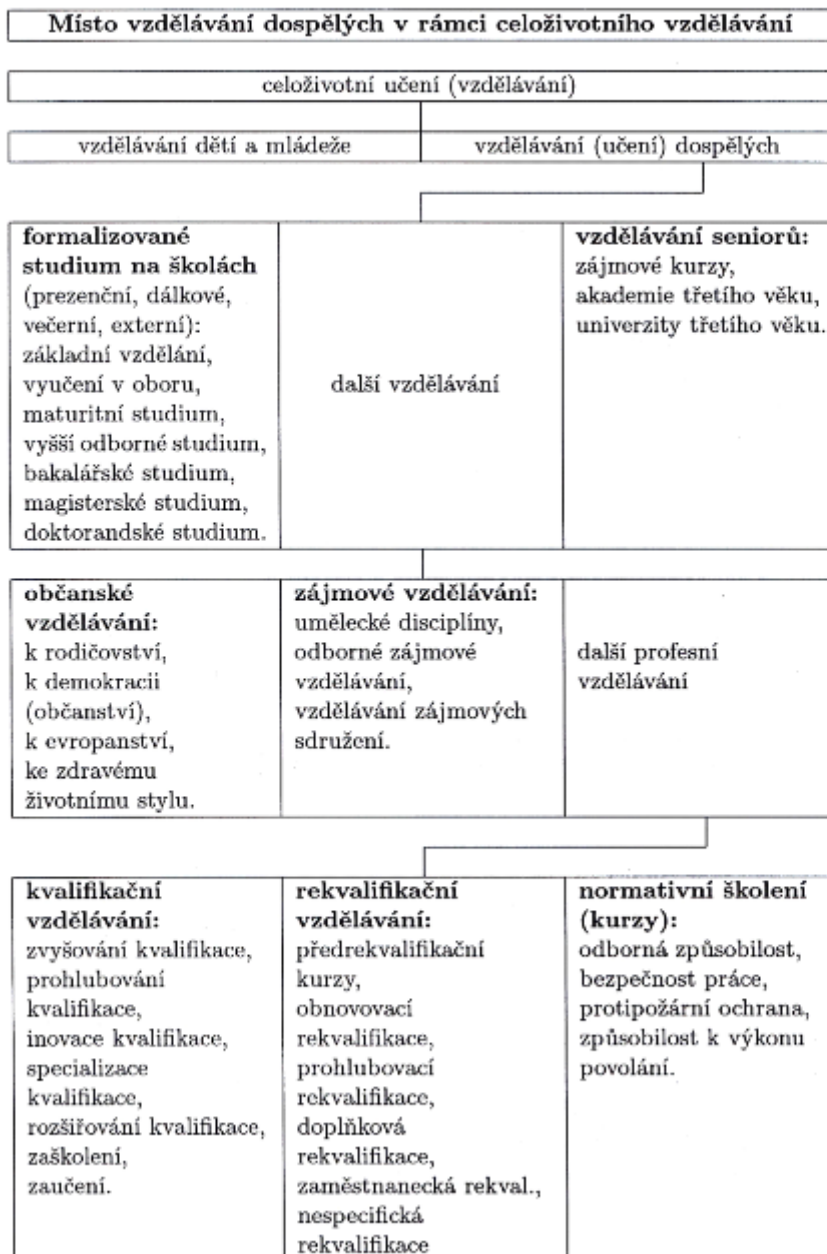 Místo vzdělávání dospělých v rámci celoživotního vzdělávání
celoživotní učení (vzdělávání)
vzdělávání dětí a mládeže
vzdělávání (učení) dospělých
formalizované
studium na školách
(prezenční, dálkové,
večerní, externí):
základní vzdělání,
vyučení v oboru,
maturitní studium,
vyšší odborné studium,
bakalářské studium,
magisterské studium,
doktorandské studium.
další vzdělávání
vzdělávání seniorů:
zájmové kurzy,
akademie třetího věku,
univerzity třetího věku.
občanské
vzdělávání:
k rodičovství,
k demokracii
(občanství),
k evropanství,
ke zdravému
životnímu stylu.
zájmové vzdělávání:
umělecké disciplíny,
odborné zájmové
vzdělávání,
vzdělávání zájmových
sdružení.
další profesní
vzdělávání
kvalifikační
vzdělávání:
zvyšování kvalifikace,
prohlubování
kvalifikace,
inovace kvalifikace,
specializace
kvalifikace,
rozšiřování kvalifikace,
zaškolení,
zaučení.
rekvalifikační
vzdělávání:
předrekvalifikační
kurzy,
obnovovací
rekvalifikace,
prohlubovací
rekvalifikace,
doplňková
rekvalifikace,
zaměstnanecká rekval.,
nespecifická
rekvalifikace
normativní školení
(kurzy):
odborná způsobilost,
bezpečnost práce,
protipožární ochrana,
způsobilost k výkonu
povolání.